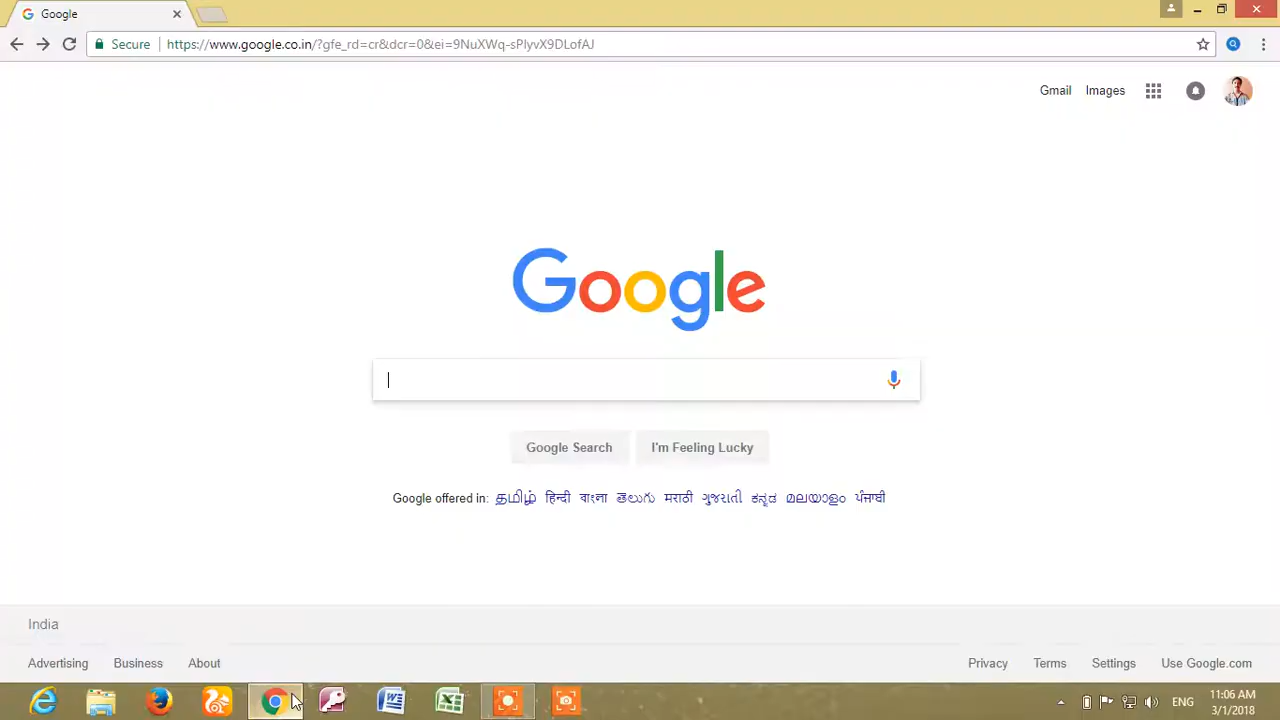 Google
Secure https://www.google.co.in/?gfe_rd=cr&dcr=0&ei=9NuXWq-sPIyvX9DLofAJ
Gmail Images
Google
Google Search I'm Feeling Lucky
Google offered in: தமிழ் हिन्दी বাংলা తెలుగు मराठी ગુજરાતી ಕನ್ನಡ മലയാളം ਪੰਜਾਬੀ
India
Advertising Business About Privacy Terms Settings Use Google.com
ENG 11:06 AM
3/1/2018